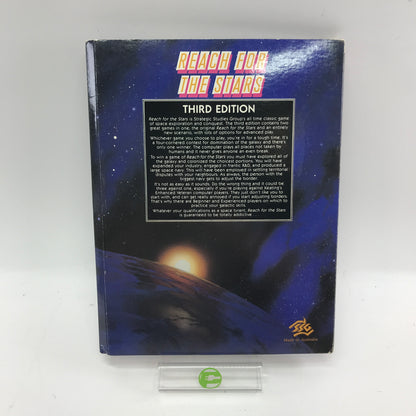 REACH FOR
THE STARS
THIRD EDITION
Reach for the Stars is Strategic Studies Group's all time classic game
of space exploration and conquest. The third edition contains two
great games in one; the original Reach for the Stars and an entirely
new scenario, with lots of options and advanced play.
Whichever game you choose to play, you're in for a tough time. It's
a four-cornered contest for domination of the galaxy and there's
only one winner. The computer plays all places not taken by
humans and it never gives anyone an even break.
To win a game of Reach for the Stars you must have explored all of
the galaxy and colonized the choicest portions. You will have
expanded your industry, engaged in frantic R&D, and produced a
large space navy. This will have been employed in settling territorial
disputes with your neighbours. As always, the person with the
biggest navy gets to adjust the border.
It's not as easy as it sounds. Do the wrong thing and it could be
three against one, especially if you're playing against Keating's
Enhanced Veteran computer players. They just don't like you to
start with, and can get really annoyed if you start adjusting borders.
That's why there are Beginner and Experienced players on which to
practice your galactic skills.
Whatever your qualifications as a space tyrant, Reach for the Stars
is guaranteed to be totally addictive.
SSG
Made in Australia